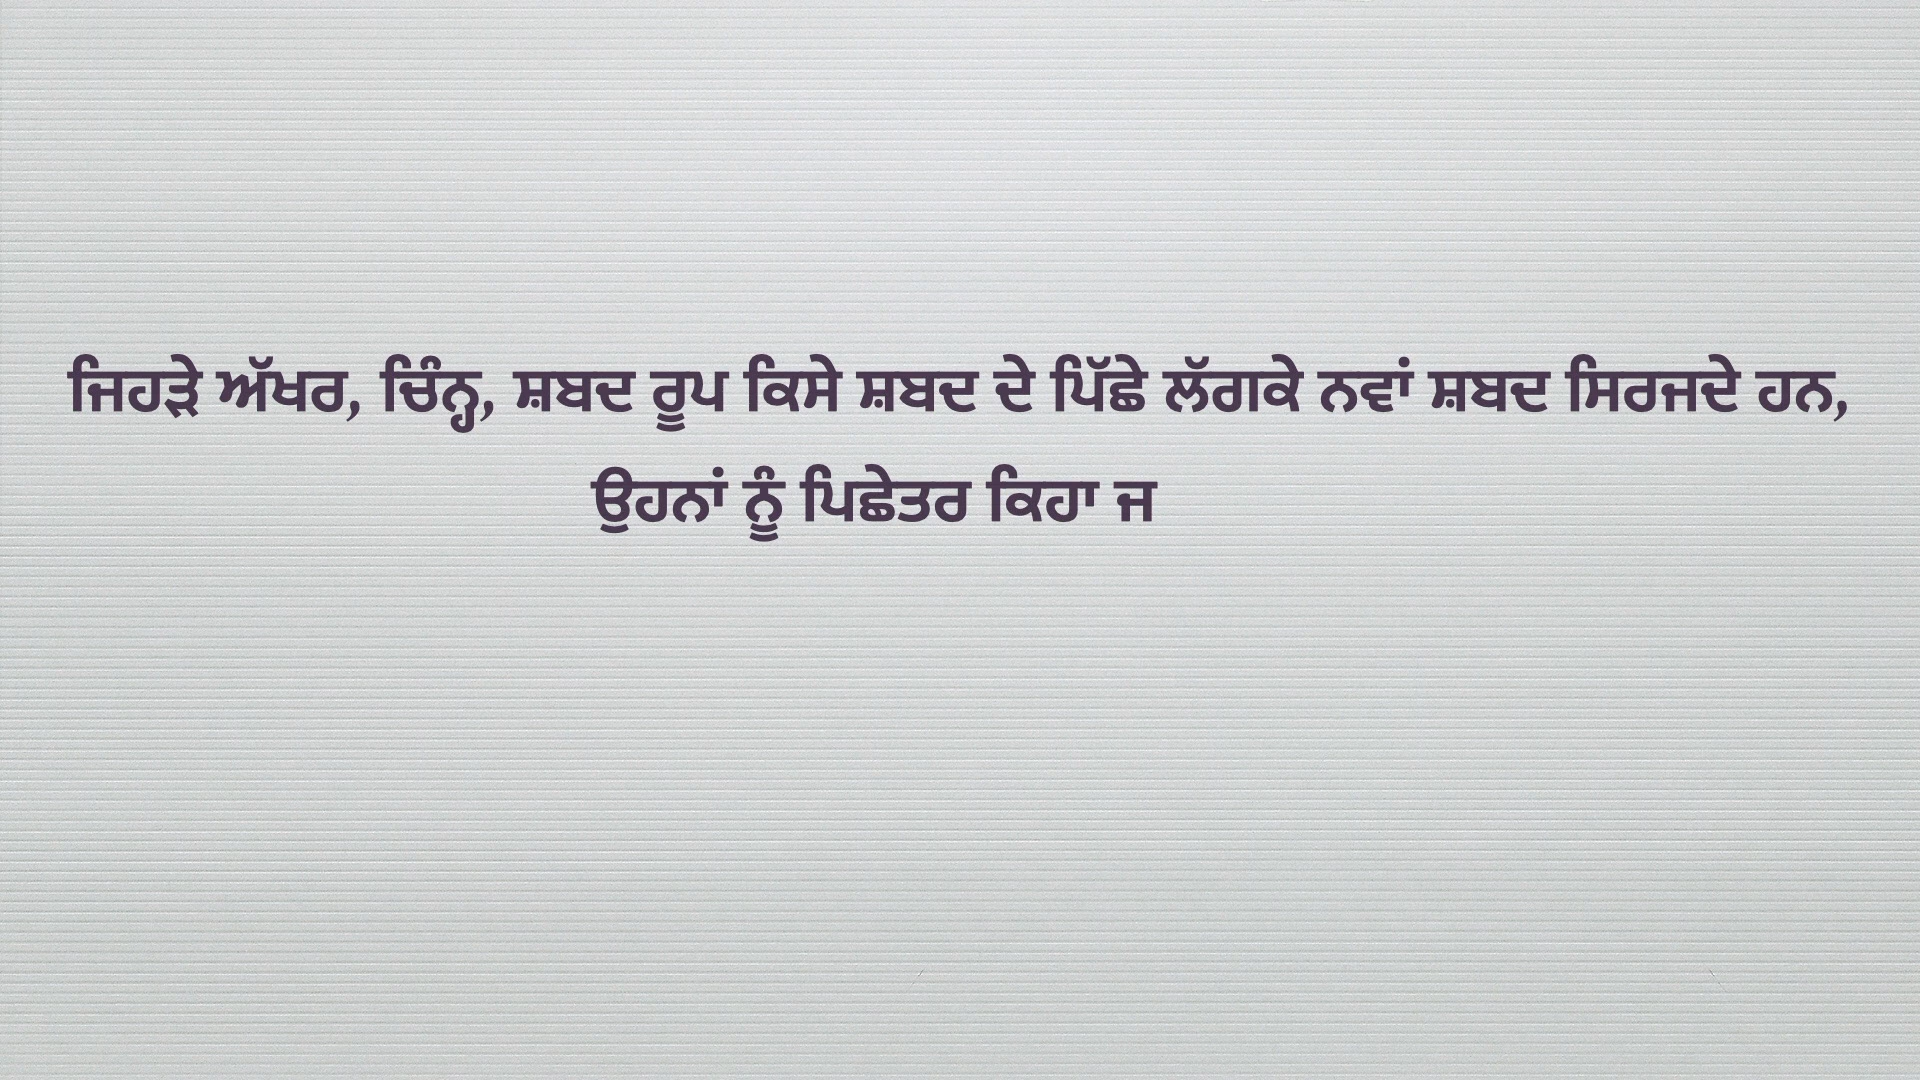 ਜਿਹੜੇ ਅੱਖਰ, ਚਿੰਨ੍ਹ, ਸ਼ਬਦ ਰੂਪ ਕਿਸੇ ਸ਼ਬਦ ਦੇ ਪਿੱਛੇ ਲੱਗਕੇ ਨਵਾਂ ਸ਼ਬਦ ਸਿਰਜਦੇ ਹਨ,
ਉਹਨਾਂ ਨੂੰ ਪਿਛੇਤਰ ਕਿਹਾ ਜ